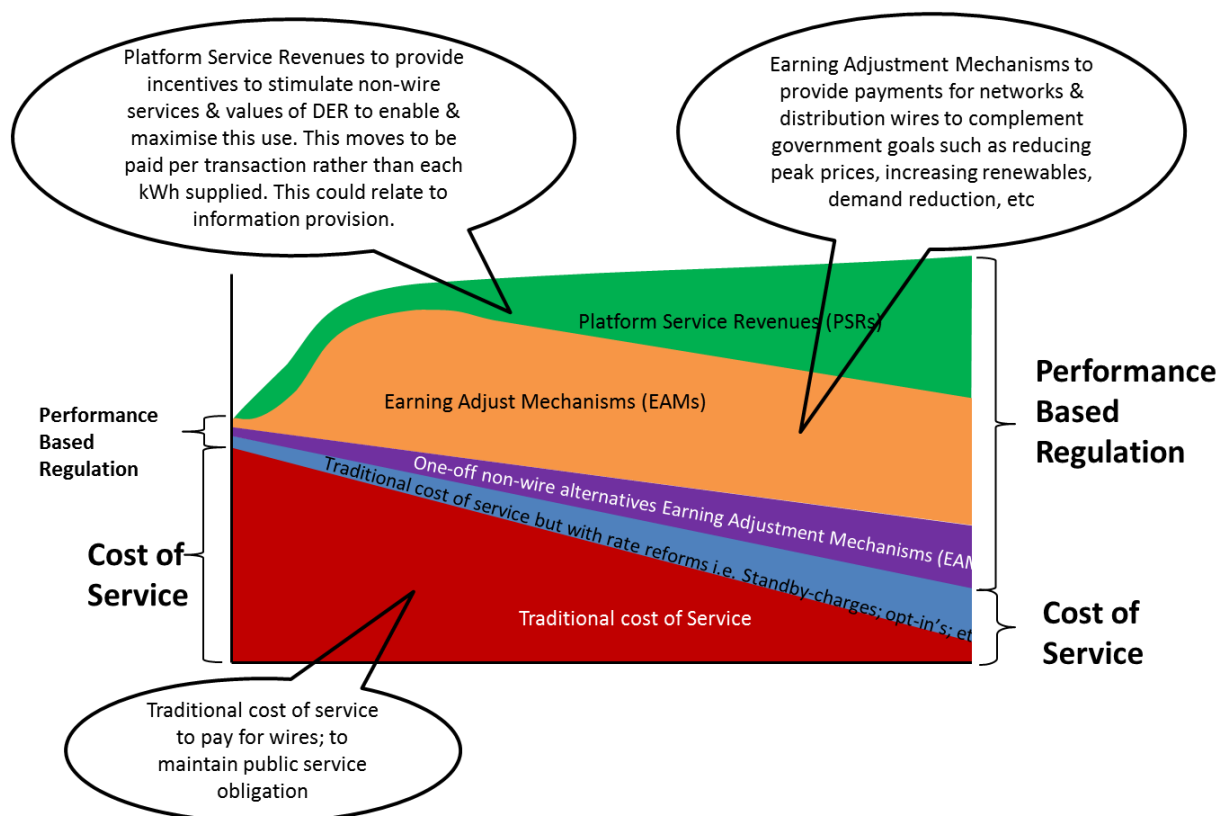 Platform Service Revenues to provide
incentives to stimulate non-wire
services & values of DER to enable &
maximise this use. This moves to be
paid per transaction rather than each
kWh supplied. This could relate to
information provision.
Earning Adjustment Mechanisms to
provide payments for networks &
distribution wires to complement
government goals such as reducing
peak prices, increasing renewables,
demand reduction, etc
Platform Service Revenues (PSRs)
Earning Adjust Mechanisms (EAMs)
One-off non-wire alternatives Earning Adjustment Mechanisms (EAM
Traditional cost of service but with rate reforms i.e. Standby-charges; opt-in's; et
Traditional cost of Service
Performance
Based
Regulation
Cost of
Service
Performance
Based
Regulation
Cost of
Service
Traditional cost of service
to pay for wires; to
maintain public service
obligation